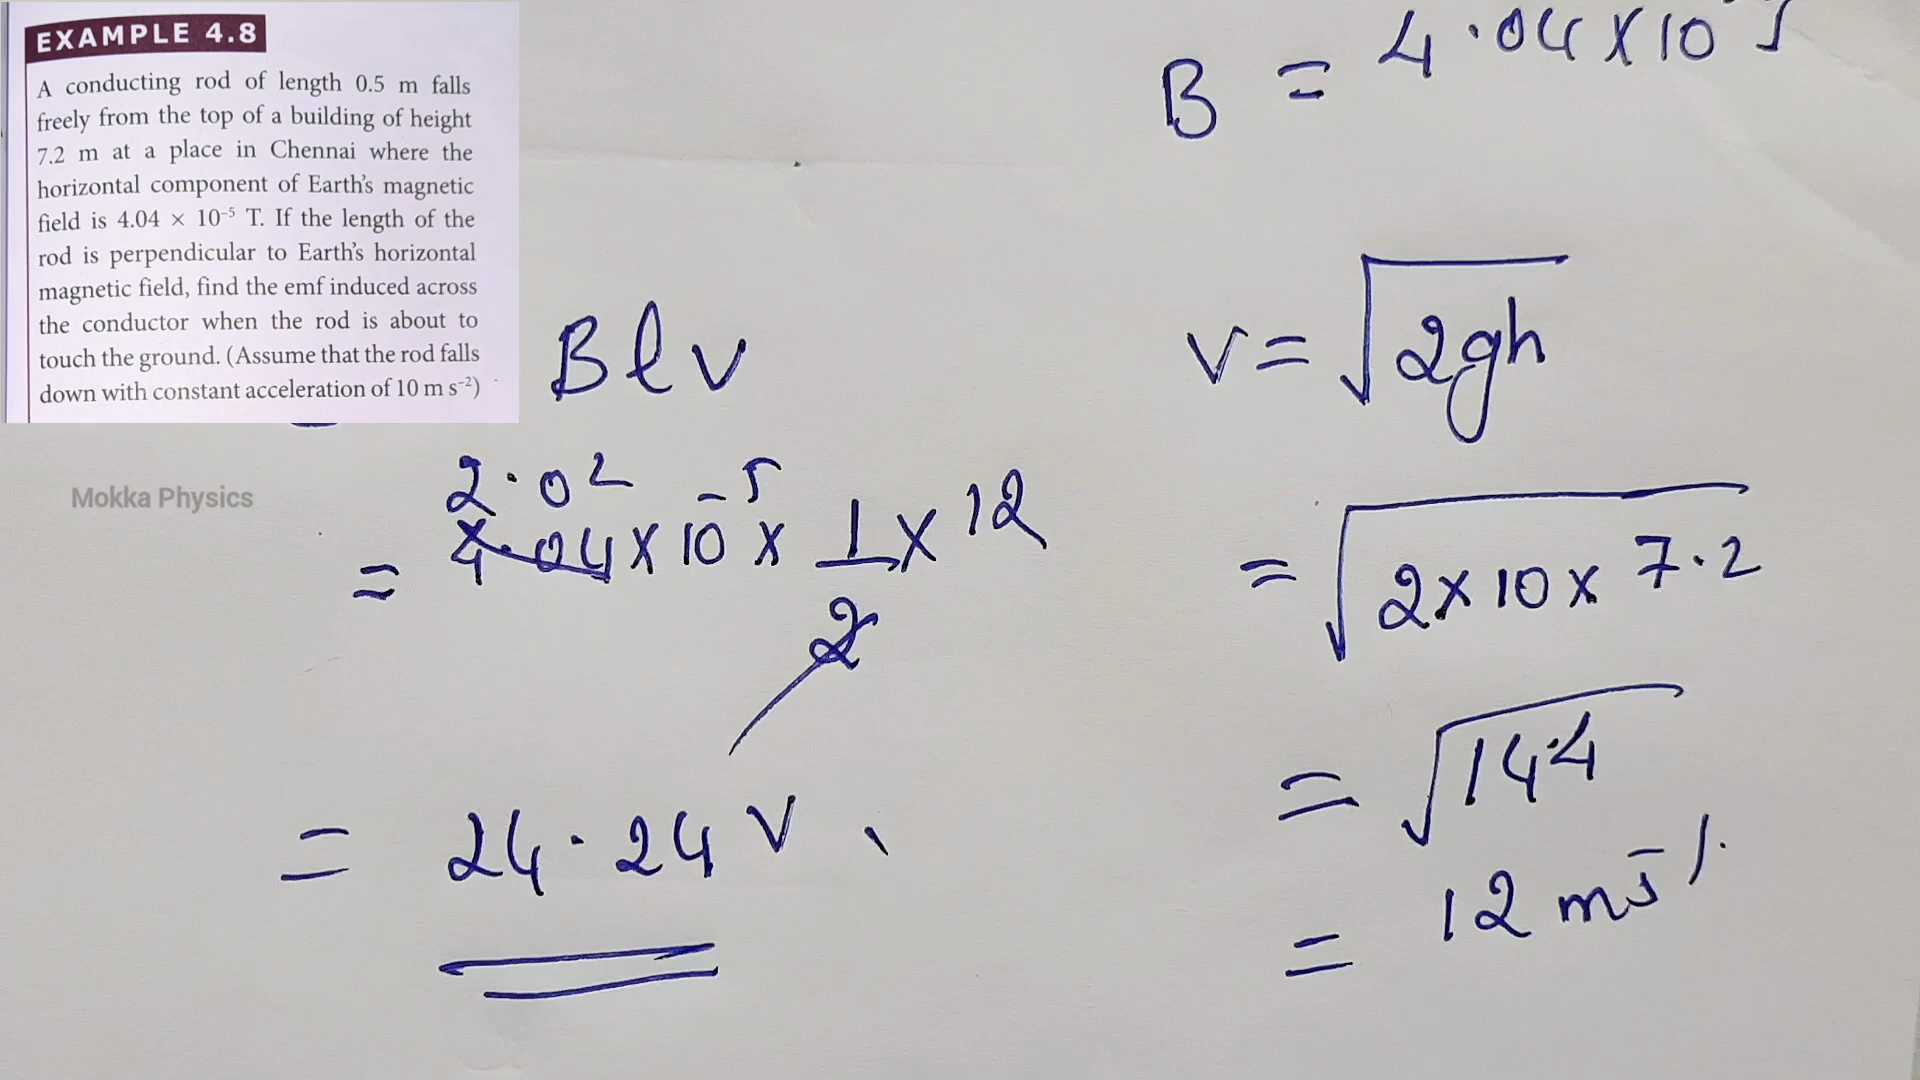 EXAMPLE 4.8
A conducting rod of length 0.5 m falls
freely from the top of a building of height
7.2 m at a place in Chennai where the
horizontal component of Earth's magnetic
field is 4.04 × 10⁻⁵ T. If the length of the
rod is perpendicular to Earth's horizontal
magnetic field, find the emf induced across
the conductor when the rod is about to
touch the ground. (Assume that the rod falls
down with constant acceleration of 10 m s⁻²)
Mokka Physics
B l v
2.02
= 4.04 × 10⁻⁵ × 1/2 × 12
= 24.24 V
B = 4.04 × 10⁻⁵
v = √2gh
= √2 × 10 × 7.2
= √144
= 12 ms⁻¹.